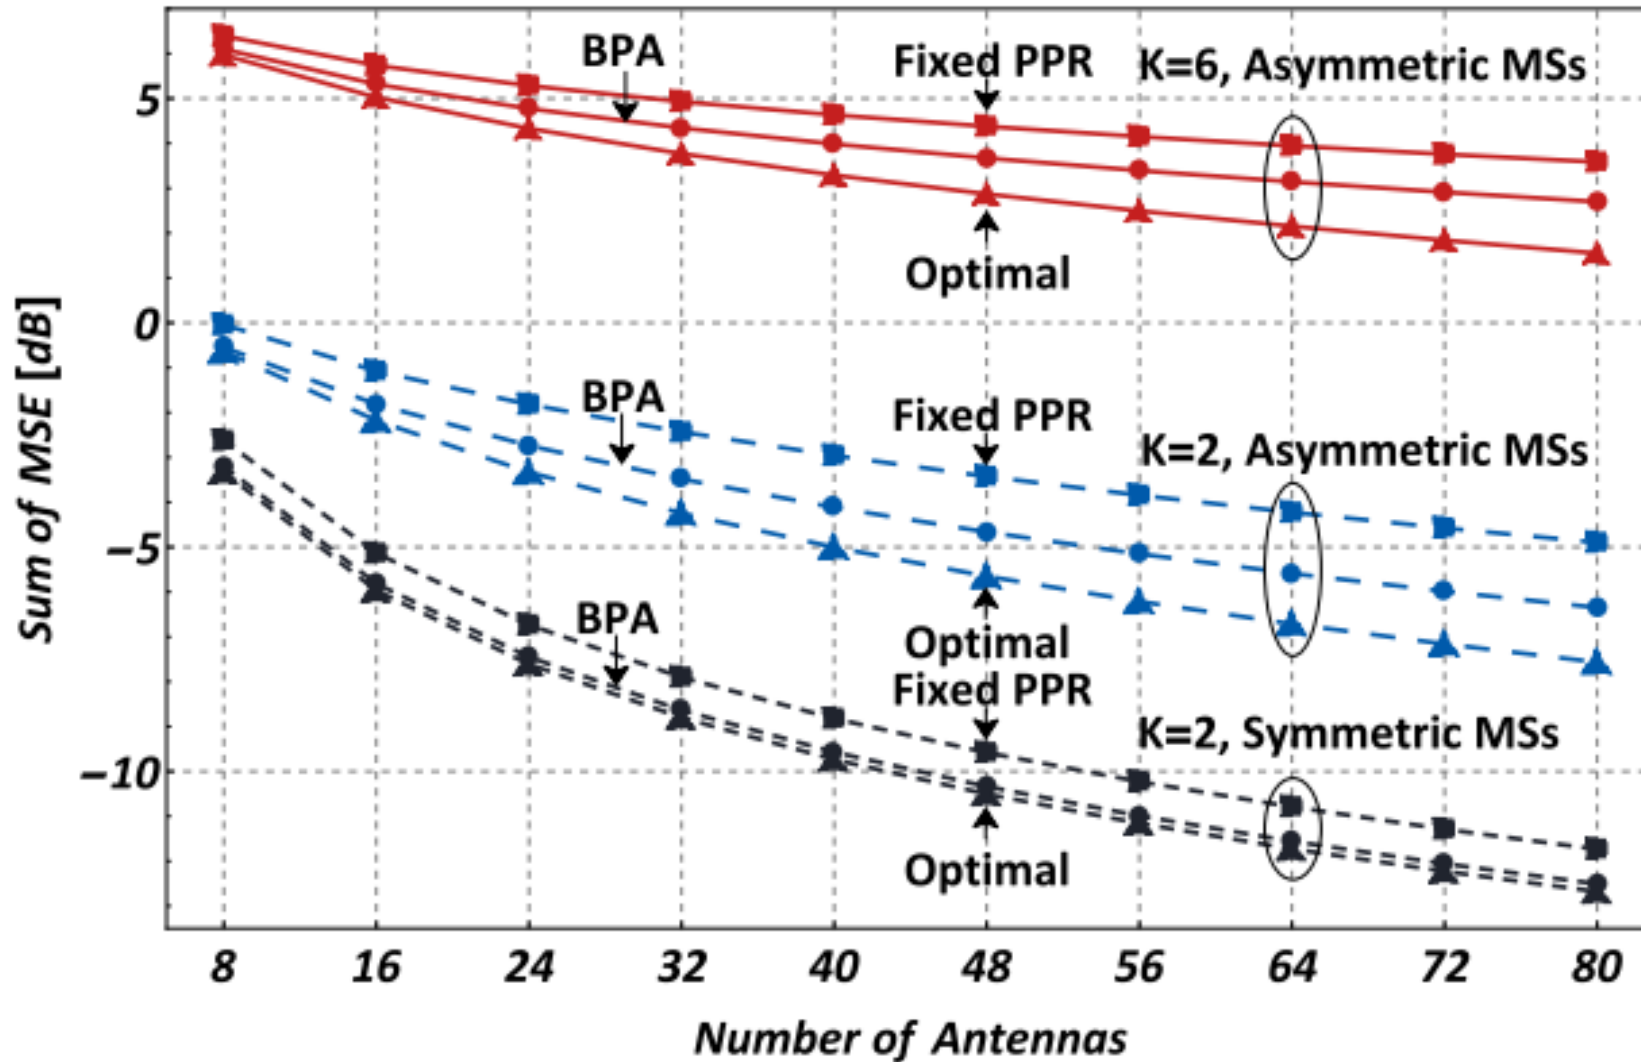 BPA
Fixed PPR
K=6, Asymmetric MSs
5
Optimal
0
BPA
Fixed PPR
K=2, Asymmetric MSs
−5
BPA
Optimal
Fixed PPR
K=2, Symmetric MSs
−10
Optimal
Sum of MSE [dB]
8 16 24 32 40 48 56 64 72 80
Number of Antennas